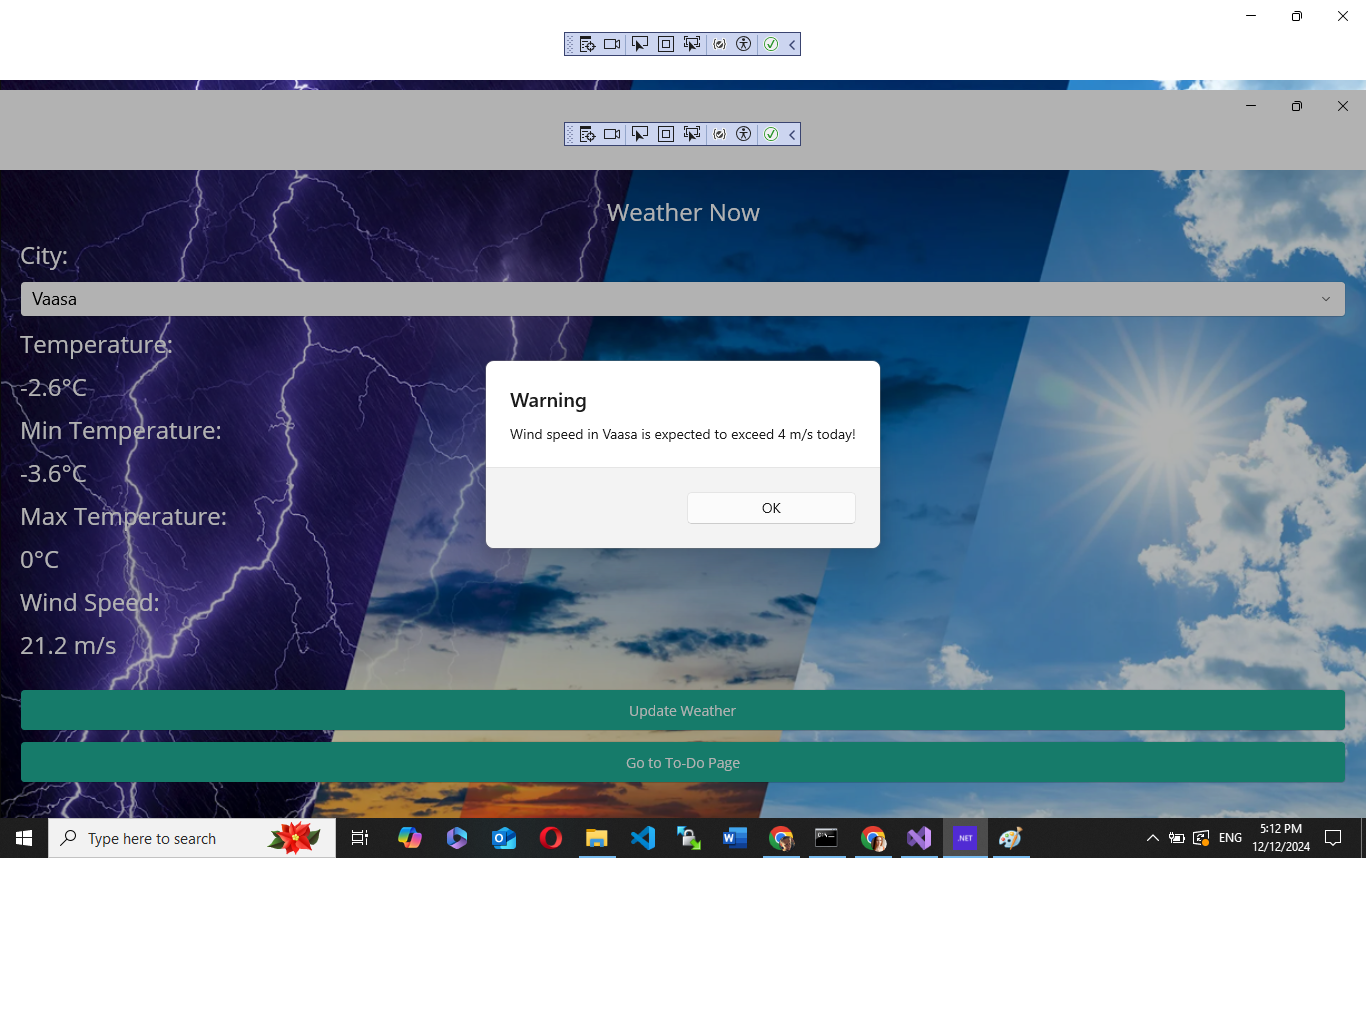 Weather Now
City:
Vaasa
Temperature:
-2.6°C
Min Temperature:
-3.6°C
Max Temperature:
0°C
Wind Speed:
21.2 m/s
Warning
Wind speed in Vaasa is expected to exceed 4 m/s today!
OK
Update Weather
Go to To-Do Page
Type here to search
.NET
ENG
5:12 PM
12/12/2024